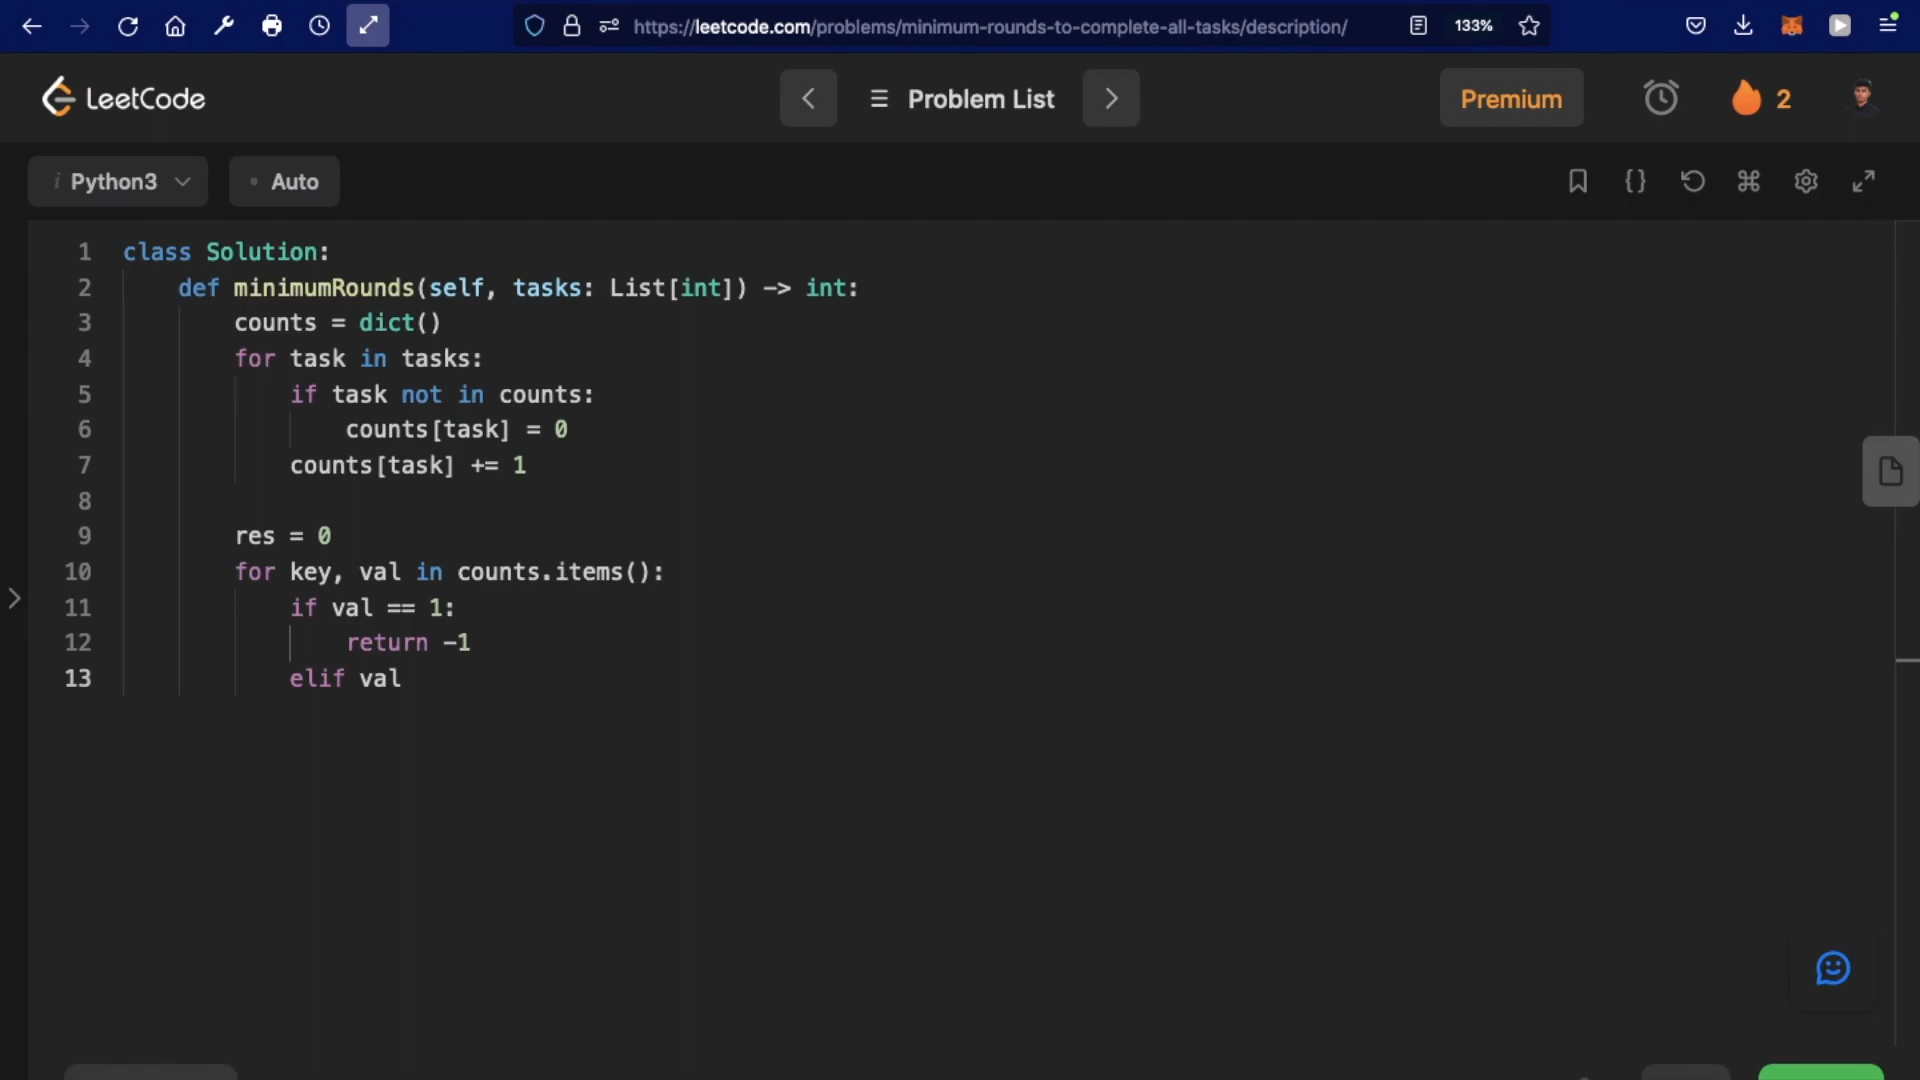 https://leetcode.com/problems/minimum-rounds-to-complete-all-tasks/description/ 133%
LeetCode
Problem List
Premium
2
i Python3
Auto
1 class Solution:
2 def minimumRounds(self, tasks: List[int]) -> int:
3 counts = dict()
4 for task in tasks:
5 if task not in counts:
6 counts[task] = 0
7 counts[task] += 1
8
9 res = 0
10 for key, val in counts.items():
11 if val == 1:
12 return -1
13 elif val